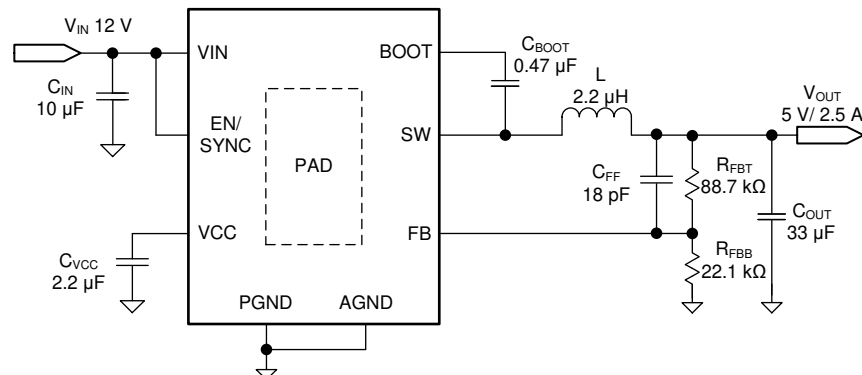 V_IN 12 V
C_IN
10 µF
VIN
EN/
SYNC
VCC
C_VCC
2.2 µF
PAD
PGND
AGND
BOOT
SW
FB
C_BOOT
0.47 µF
L
2.2 µH
C_FF
18 pF
R_FBT
88.7 kΩ
R_FBB
22.1 kΩ
V_OUT
5 V/ 2.5 A
C_OUT
33 µF